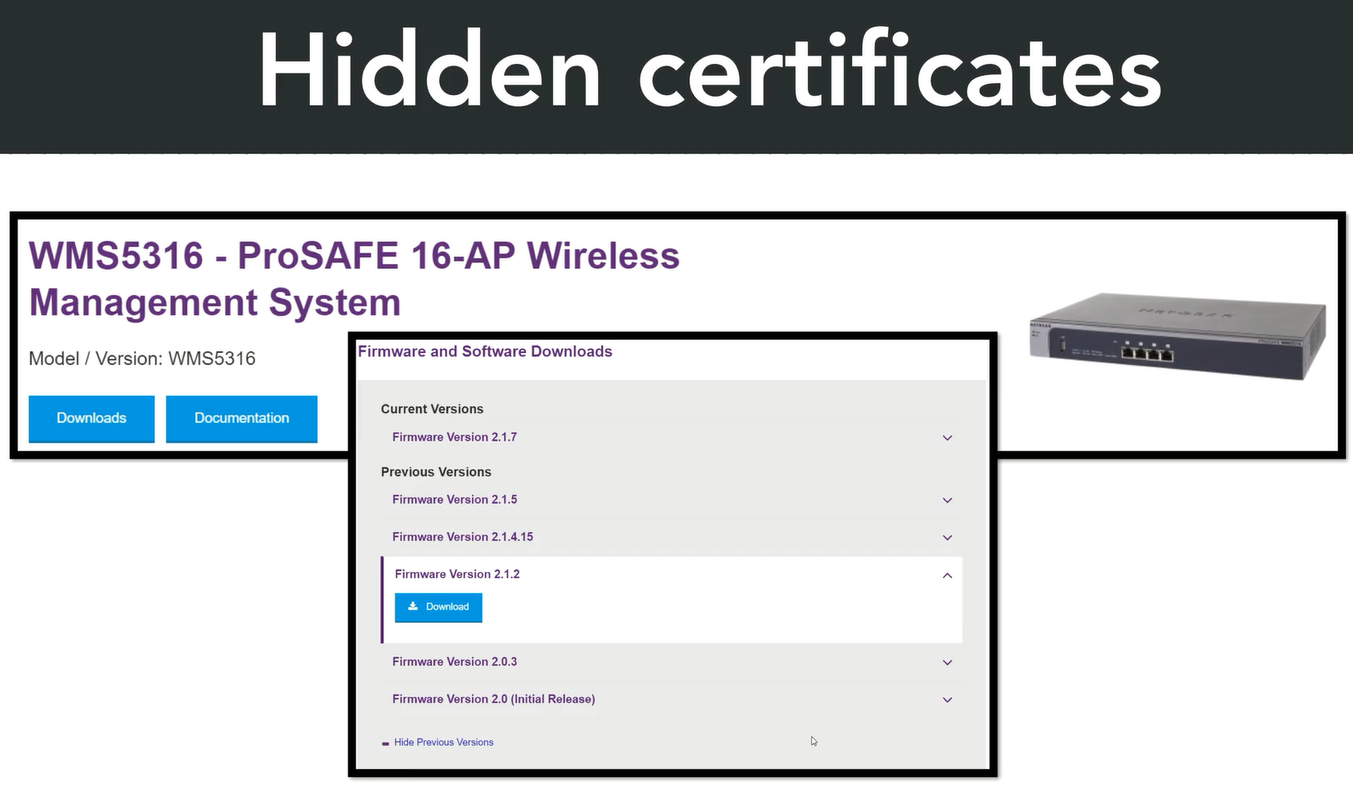 Hidden certificates
WMS5316 - ProSAFE 16-AP Wireless
Management System
Model / Version: WMS5316
Downloads
Documentation
NETGEAR
Firmware and Software Downloads
Current Versions
Firmware Version 2.1.7
Previous Versions
Firmware Version 2.1.5
Firmware Version 2.1.4.15
Firmware Version 2.1.2
Download
Firmware Version 2.0.3
Firmware Version 2.0 (Initial Release)
Hide Previous Versions